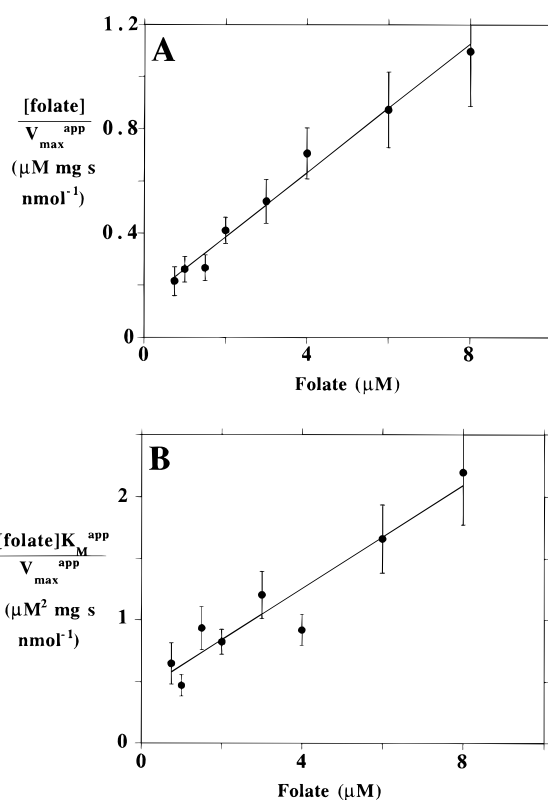 1.2
A
[folate]
V_max^app
(μM mg s
nmol^-1)
0.8
0.4
0
0 4 8
Folate (μM)
B
[folate]K_M^app
V_max^app
(μM^2 mg s
nmol^-1)
2
1
0
0 4 8
Folate (μM)